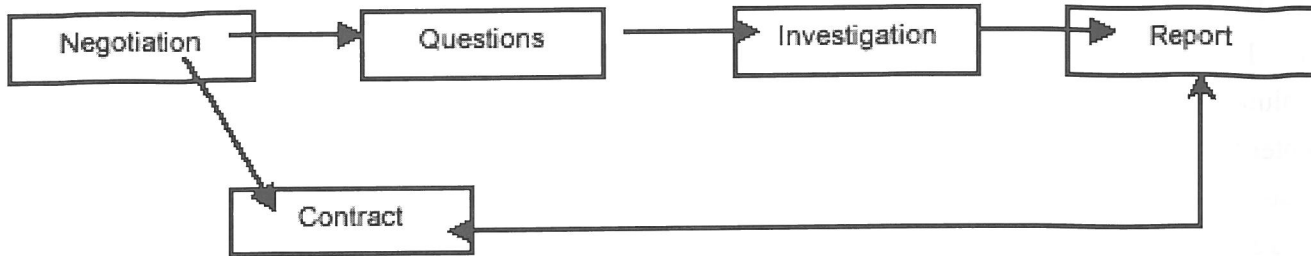 Negotiation
Questions
Investigation
Report
Contract